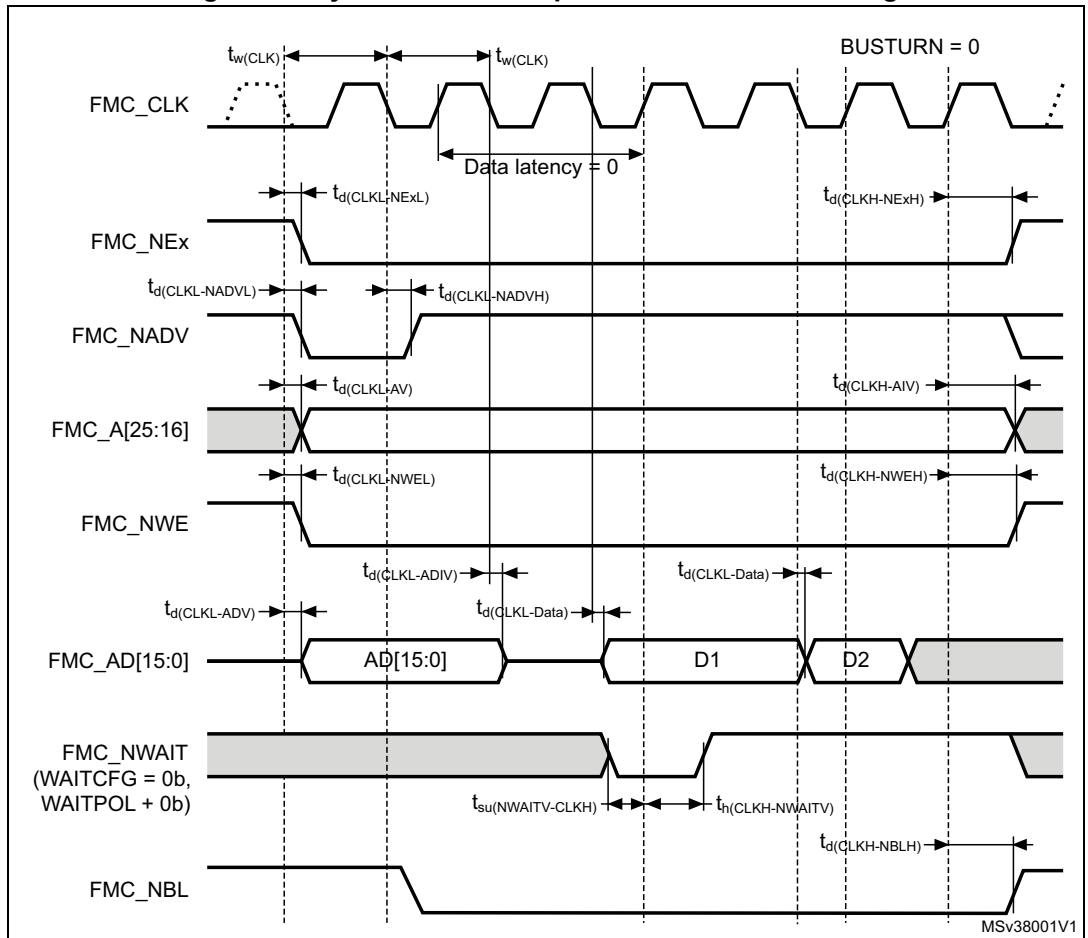 BUSTURN = 0
tw(CLK)
tw(CLK)
FMC_CLK
Data latency = 0
td(CLKL-NExL)
td(CLKH-NExH)
FMC_NEx
td(CLKL-NADVL)
td(CLKL-NADVH)
FMC_NADV
td(CLKL-AV)
td(CLKH-AIV)
FMC_A[25:16]
td(CLKL-NWEL)
td(CLKH-NWEH)
FMC_NWE
td(CLKL-ADIV)
td(CLKL-Data)
td(CLKL-ADV)
td(CLKL-Data)
FMC_AD[15:0]
AD[15:0]
D1
D2
FMC_NWAIT
(WAITCFG = 0b,
WAITPOL + 0b)
tsu(NWAITV-CLKH)
th(CLKH-NWAITV)
td(CLKH-NBLH)
FMC_NBL
MSv38001V1